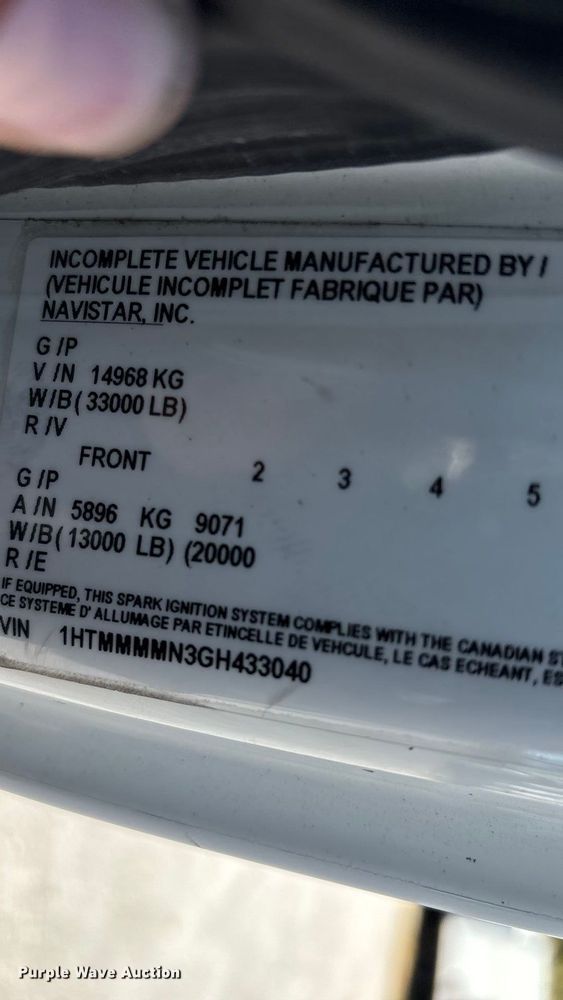 INCOMPLETE VEHICLE MANUFACTURED BY /
(VEHICULE INCOMPLET FABRIQUE PAR)
NAVISTAR, INC.
G /P
V /N 14968 KG
W/B( 33000 LB)
R /V
FRONT 2 3 4 5
G /P
A /N 5896 KG 9071
W/B( 13000 LB) (20000
R /E
IF EQUIPPED, THIS SPARK IGNITION SYSTEM COMPLIES WITH THE CANADIAN
CE SYSTEME D' ALLUMAGE PAR ETINCELLE DE VEHCULE, LE CAS ECHEANT,
VIN 1HTMMMMN3GH433040
Purple Wave Auction